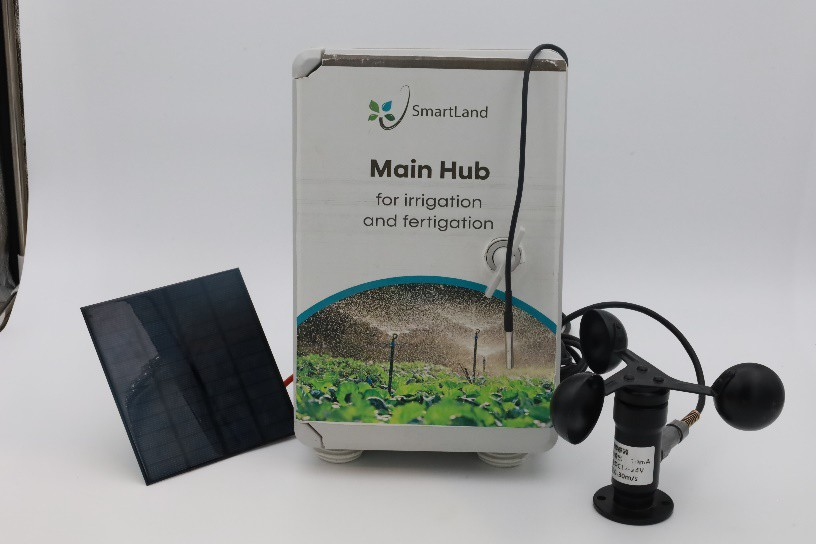 SmartLand
Main Hub
for irrigation
and fertigation